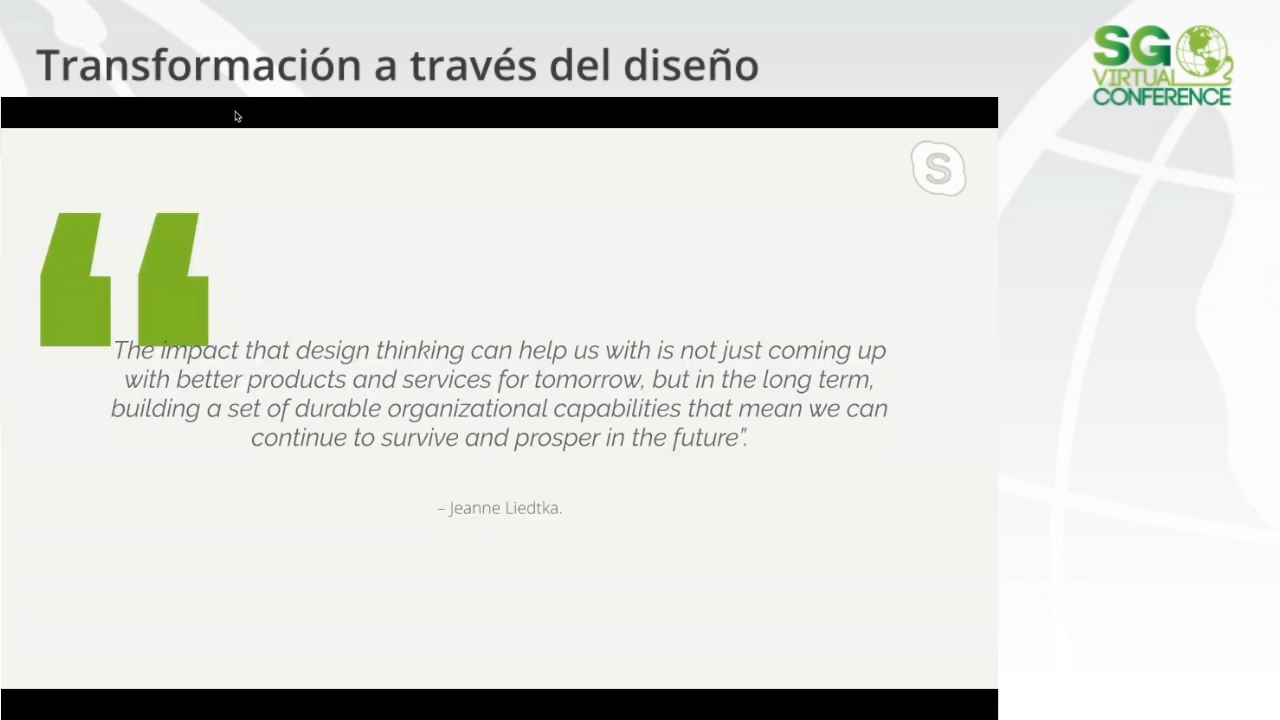 Transformación a través del diseño
SG
VIRTUAL
CONFERENCE
S
“
The impact that design thinking can help us with is not just coming up
with better products and services for tomorrow, but in the long term,
building a set of durable organizational capabilities that mean we can
continue to survive and prosper in the future”.
– Jeanne Liedtka.